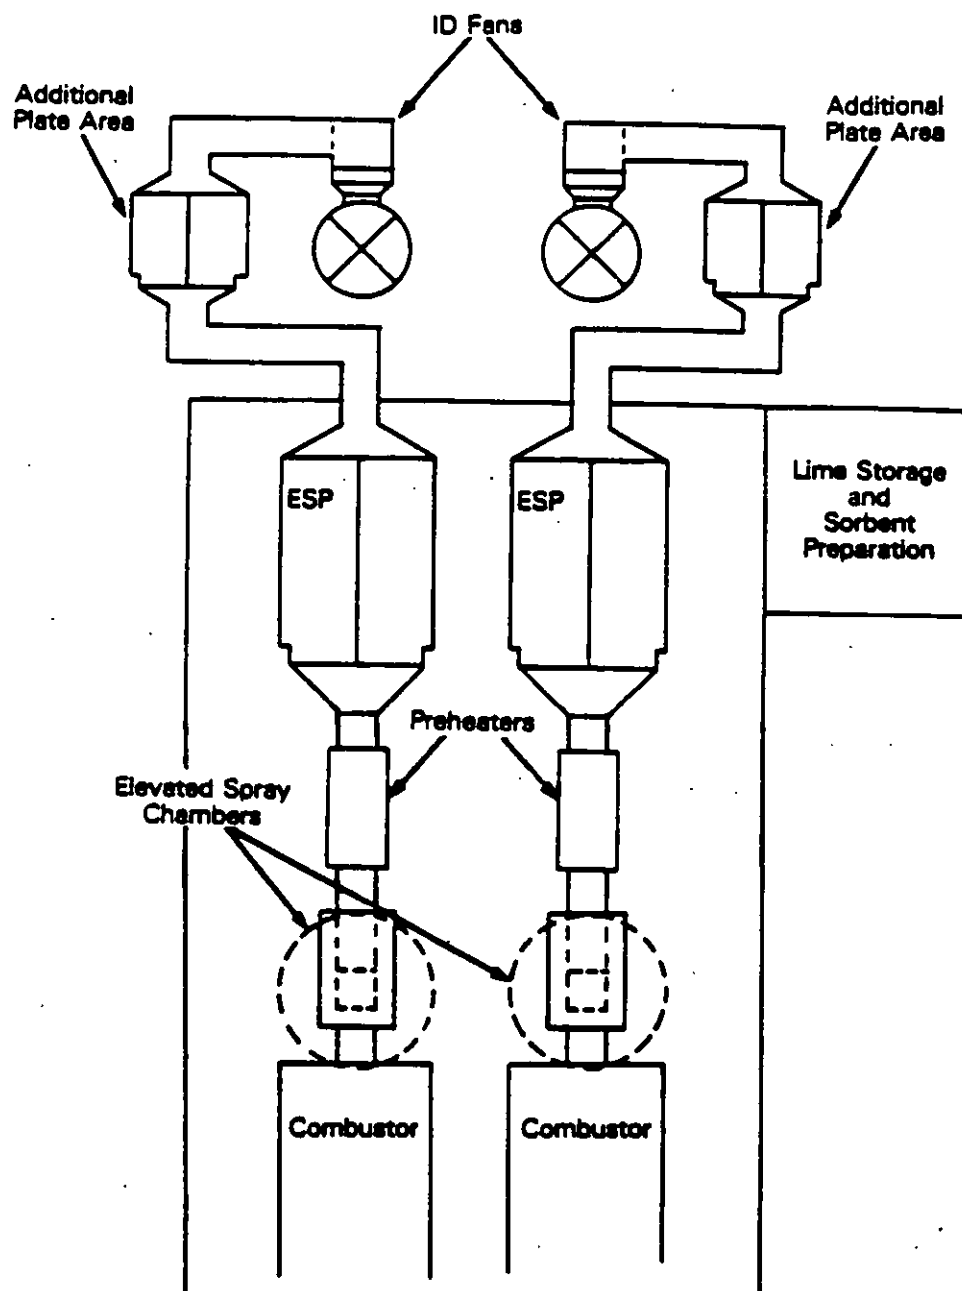 ID Fans
Additional
Plate Area
Additional
Plate Area
ESP
ESP
Lime Storage
and
Sorbent
Preparation
Preheaters
Elevated Spray
Chambers
Combustor
Combustor